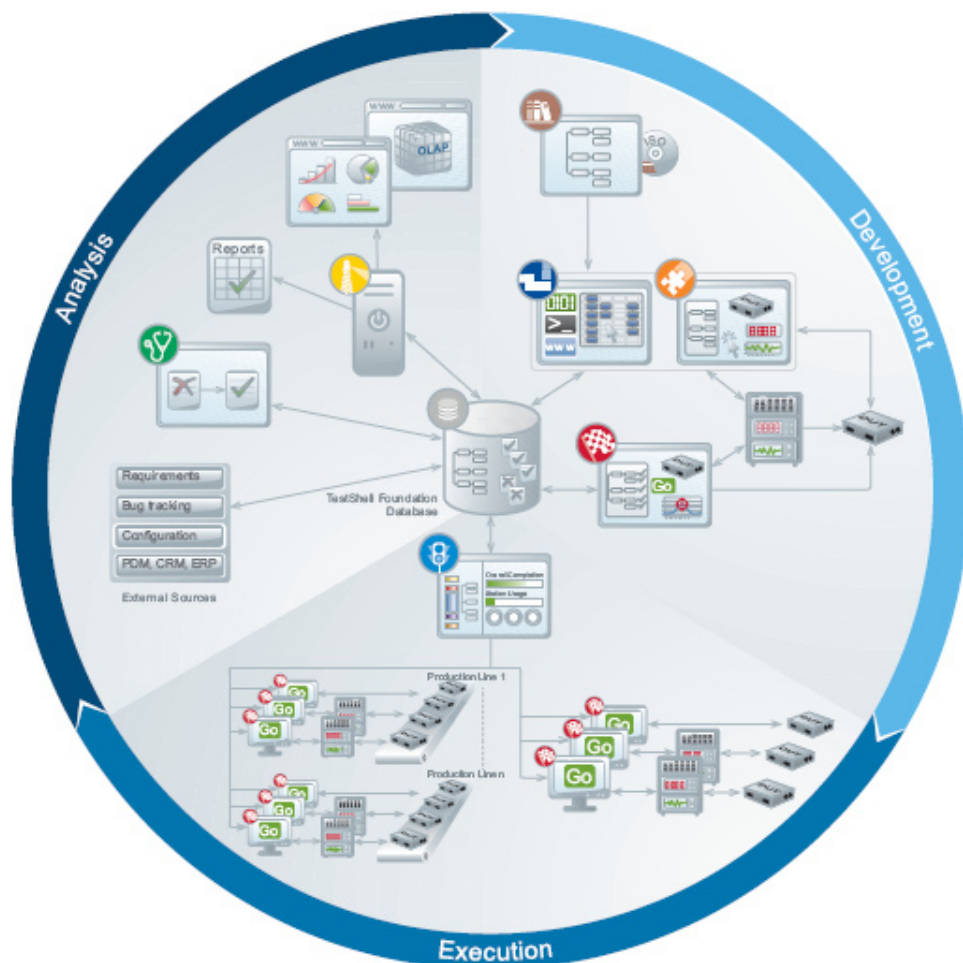 WWW
OLAP
WWW
Reports
0101
>_
WWW
Go
TestShell Foundation
Database
Requirements
Bug tracking
Configuration
PDM, CRM, ERP
External Sources
Overall Completion
Station Usage
Production Line 1
Go
Go
Go
Go
Go
Go
Production Line n
Go
Go
Go
Analysis
Development
Execution